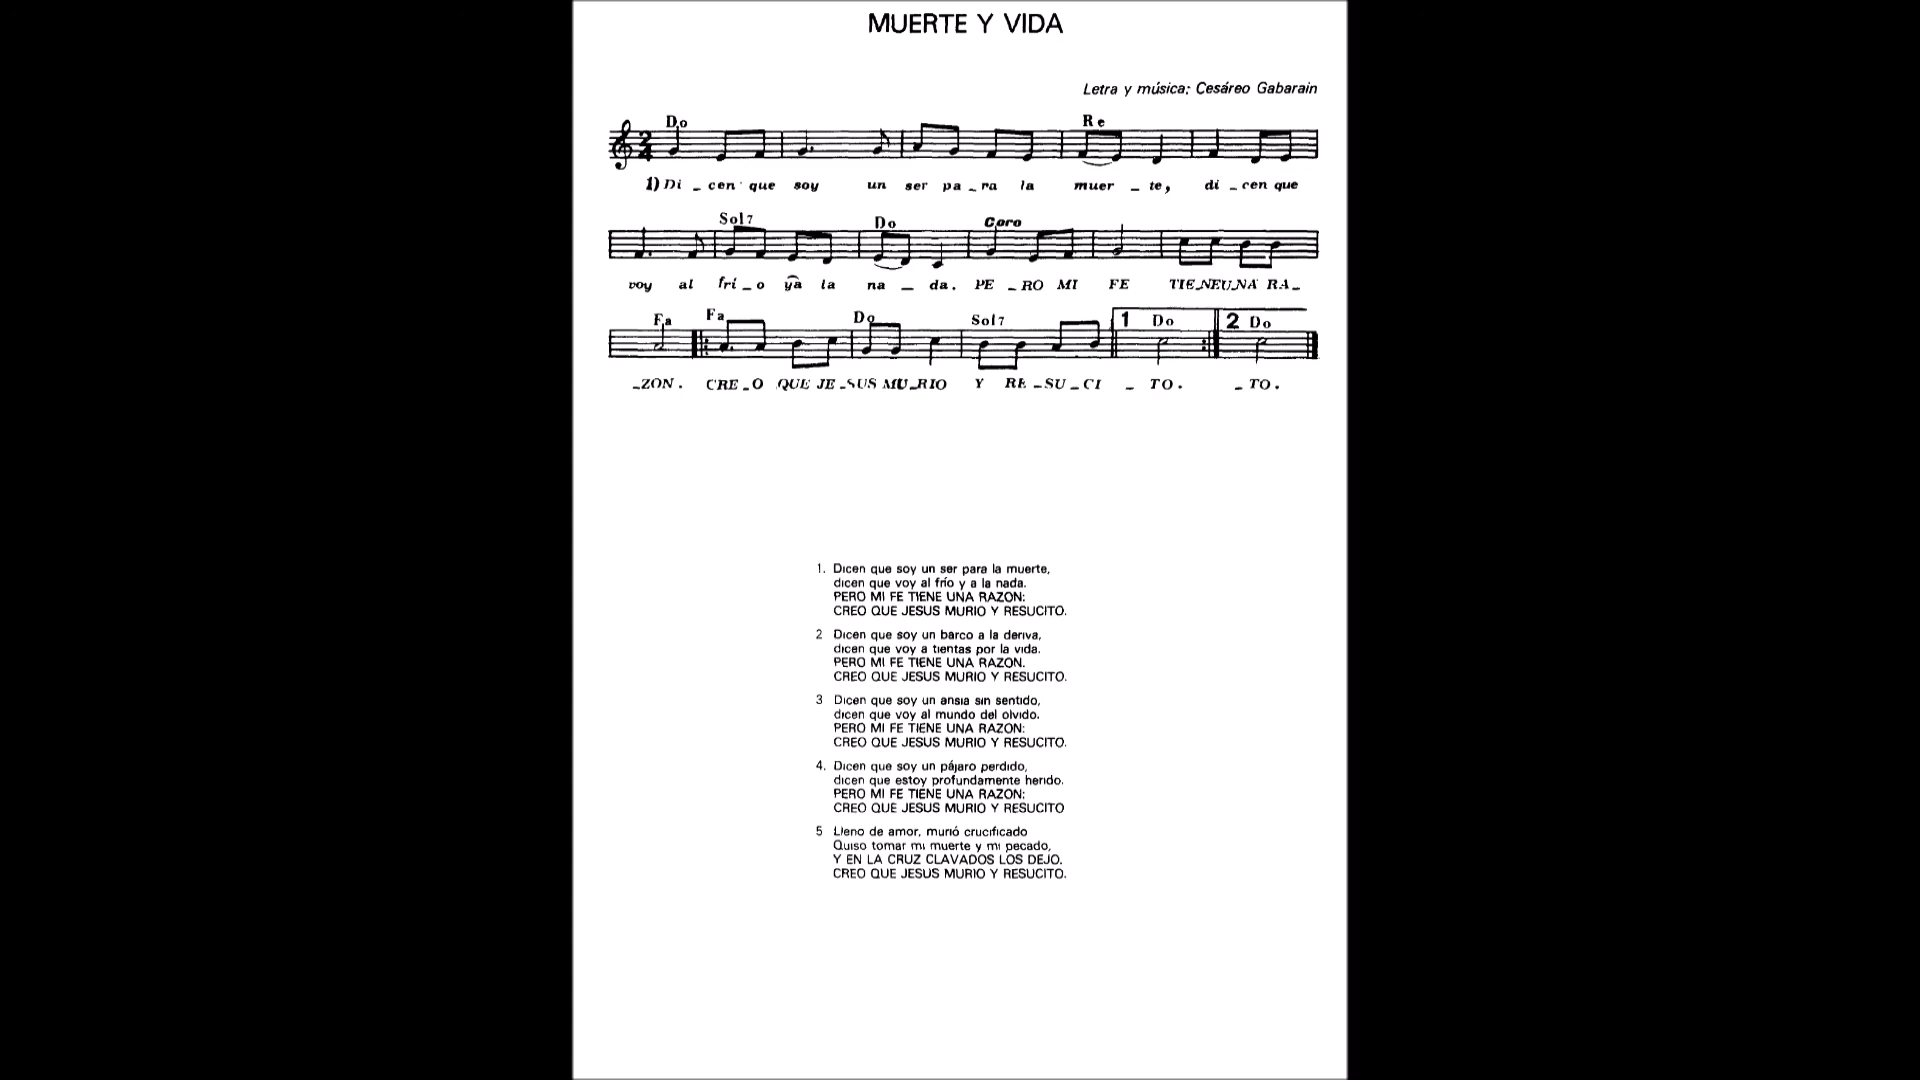 MUERTE Y VIDA
Letra y música: Cesáreo Gabarain
Do Re
1) Di _ cen que soy un ser pa _ ra la muer _ te, di _ cen que
Sol7 Do Coro
voy al frí _ o ya la na _ da. PE _ RO MI FE TIE_NEU_NA RA_
Fa Fa Do Sol7 1 Do 2 Do
_ZON. CRE_O QUE JE_SUS MU_RIO Y RE_SU_CI _ TO. _ TO.
1. Dicen que soy un ser para la muerte,
dicen que voy al frío y a la nada.
PERO MI FE TIENE UNA RAZON:
CREO QUE JESUS MURIO Y RESUCITO.
2 Dicen que soy un barco a la deriva,
dicen que voy a tientas por la vida.
PERO MI FE TIENE UNA RAZON.
CREO QUE JESUS MURIO Y RESUCITO.
3 Dicen que soy un ansia sin sentido,
dicen que voy al mundo del olvido.
PERO MI FE TIENE UNA RAZON:
CREO QUE JESUS MURIO Y RESUCITO.
4. Dicen que soy un pájaro perdido,
dicen que estoy profundamente herido.
PERO MI FE TIENE UNA RAZON:
CREO QUE JESUS MURIO Y RESUCITO
5 Lleno de amor, murió crucificado
Quiso tomar mi muerte y mi pecado,
Y EN LA CRUZ CLAVADOS LOS DEJO.
CREO QUE JESUS MURIO Y RESUCITO.